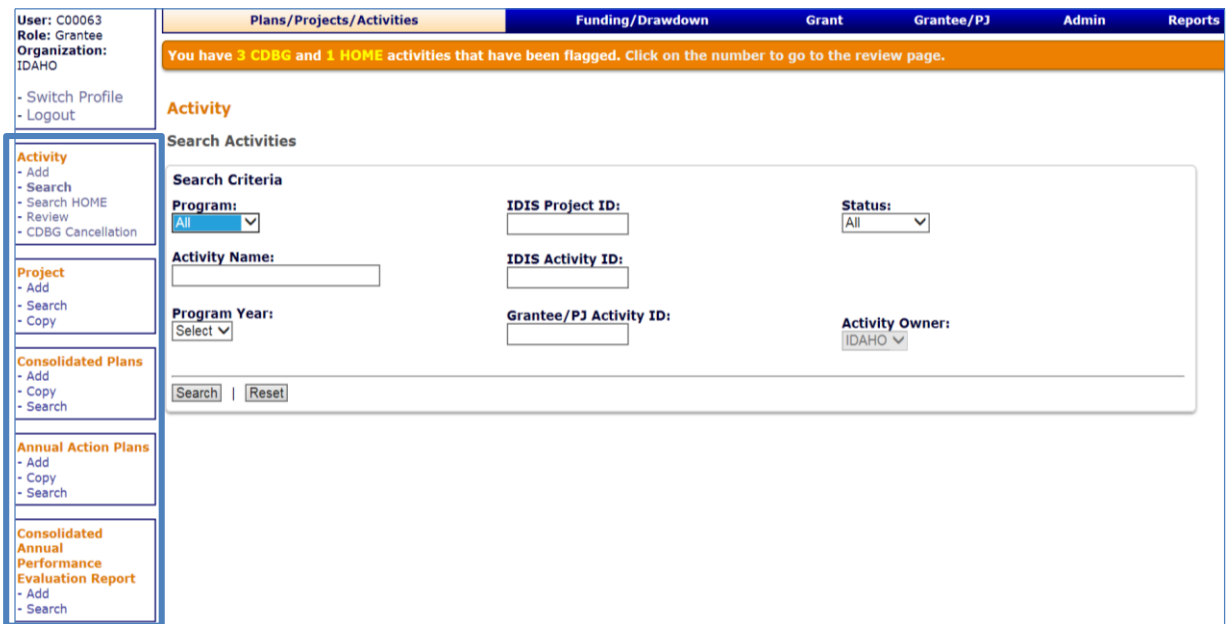 User: C00063
Role: Grantee
Organization:
IDAHO
- Switch Profile
- Logout
Activity
- Add
- Search
- Search HOME
- Review
- CDBG Cancellation
Project
- Add
- Search
- Copy
Consolidated Plans
- Add
- Copy
- Search
Annual Action Plans
- Add
- Copy
- Search
Consolidated
Annual
Performance
Evaluation Report
- Add
- Search
Plans/Projects/Activities Funding/Drawdown Grant Grantee/PJ Admin Reports
You have 3 CDBG and 1 HOME activities that have been flagged. Click on the number to go to the review page.
Activity
Search Activities
Search Criteria
Program: IDIS Project ID: Status:
All All
Activity Name: IDIS Activity ID:
Program Year: Grantee/PJ Activity ID: Activity Owner:
Select IDAHO
Search | Reset